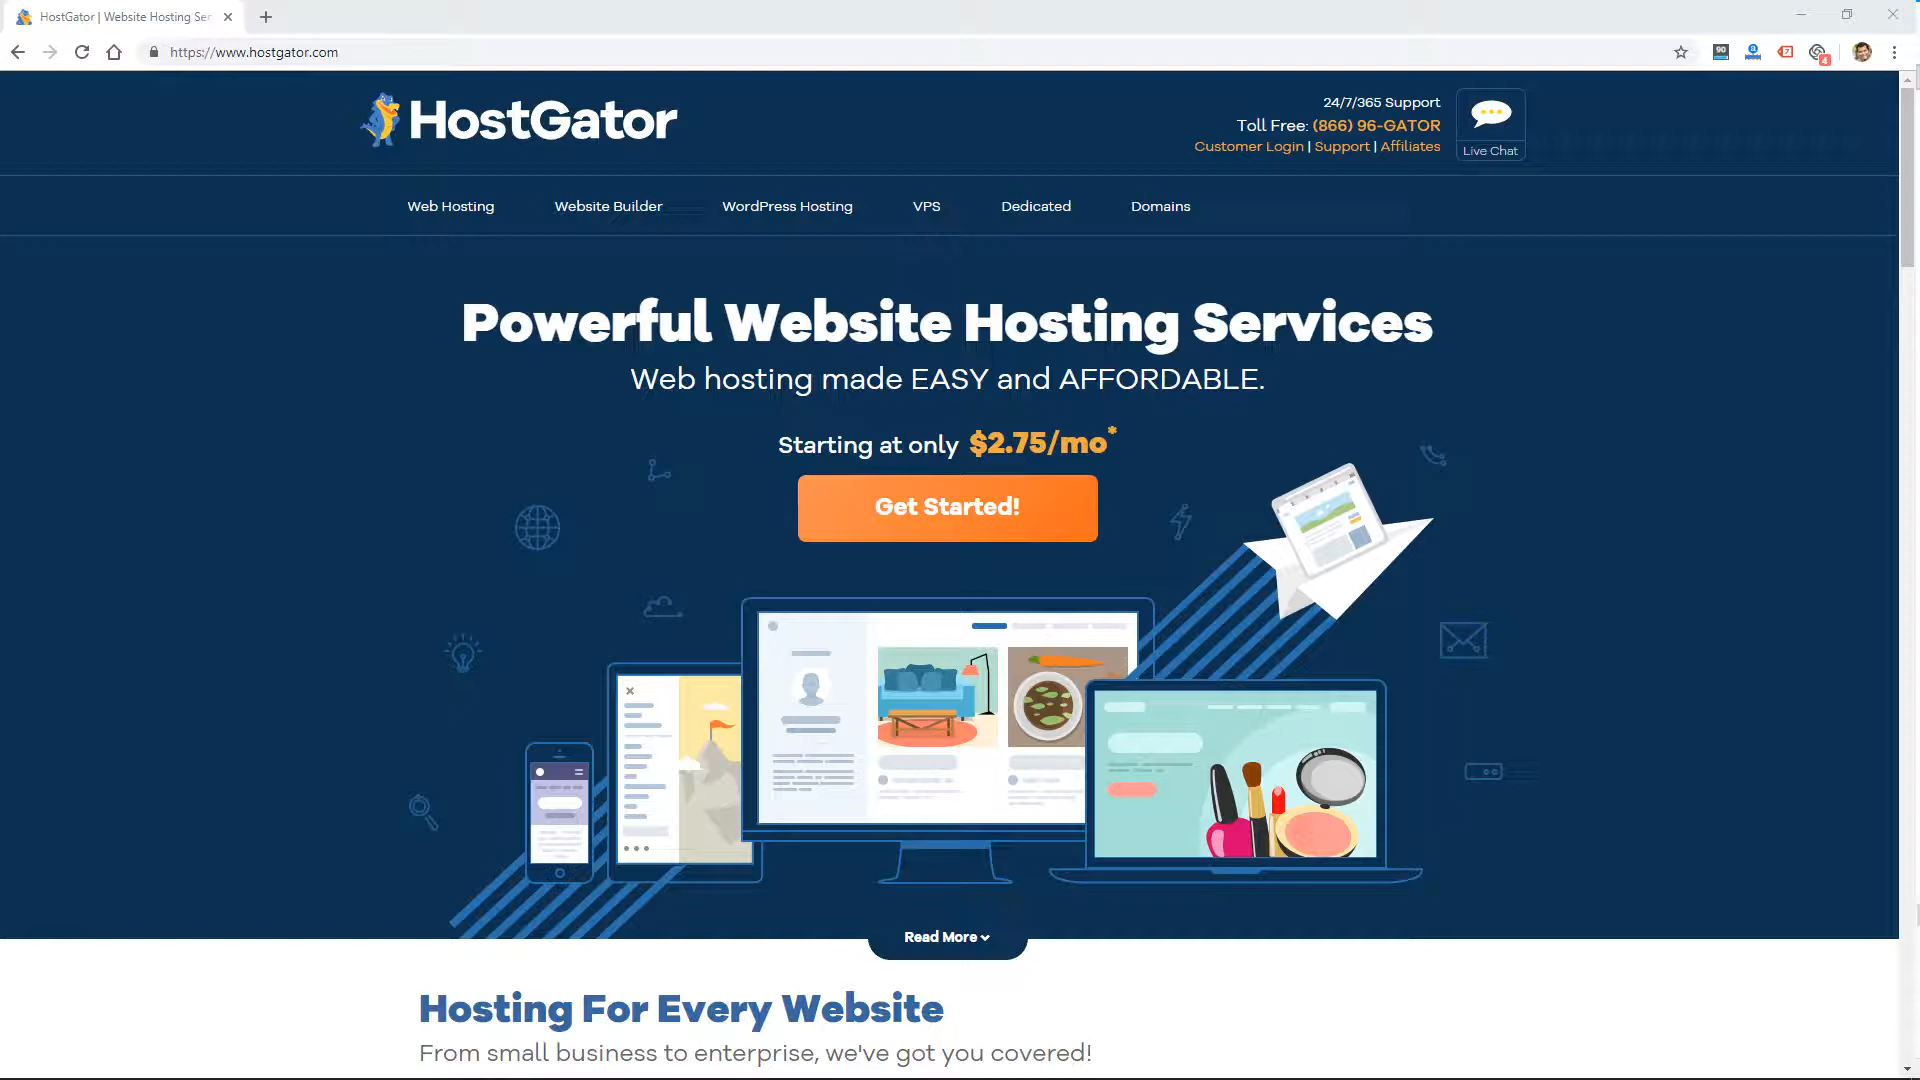 HostGator | Website Hosting Ser
https://www.hostgator.com
90
a
7
4
HostGator
24/7/365 Support
Toll Free: (866) 96-GATOR
Customer Login | Support | Affiliates
Live Chat
Web Hosting
Website Builder
WordPress Hosting
VPS
Dedicated
Domains
Powerful Website Hosting Services
Web hosting made EASY and AFFORDABLE.
Starting at only $2.75/mo*
Get Started!
Read More
Hosting For Every Website
From small business to enterprise, we've got you covered!